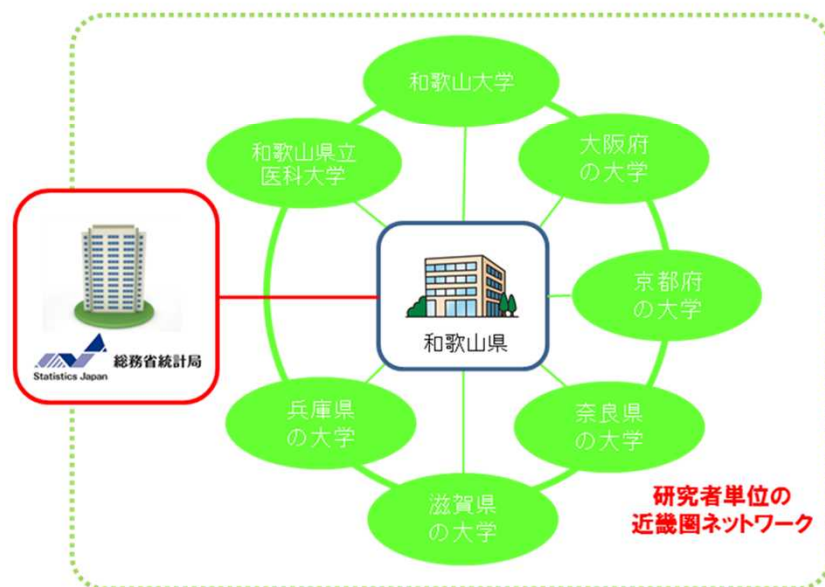 和歌山大学
和歌山県立
医科大学
大阪府
の大学
京都府
の大学
和歌山県
Statistics Japan
総務省統計局
兵庫県
の大学
奈良県
の大学
滋賀県
の大学
研究者単位の
近畿圏ネットワーク